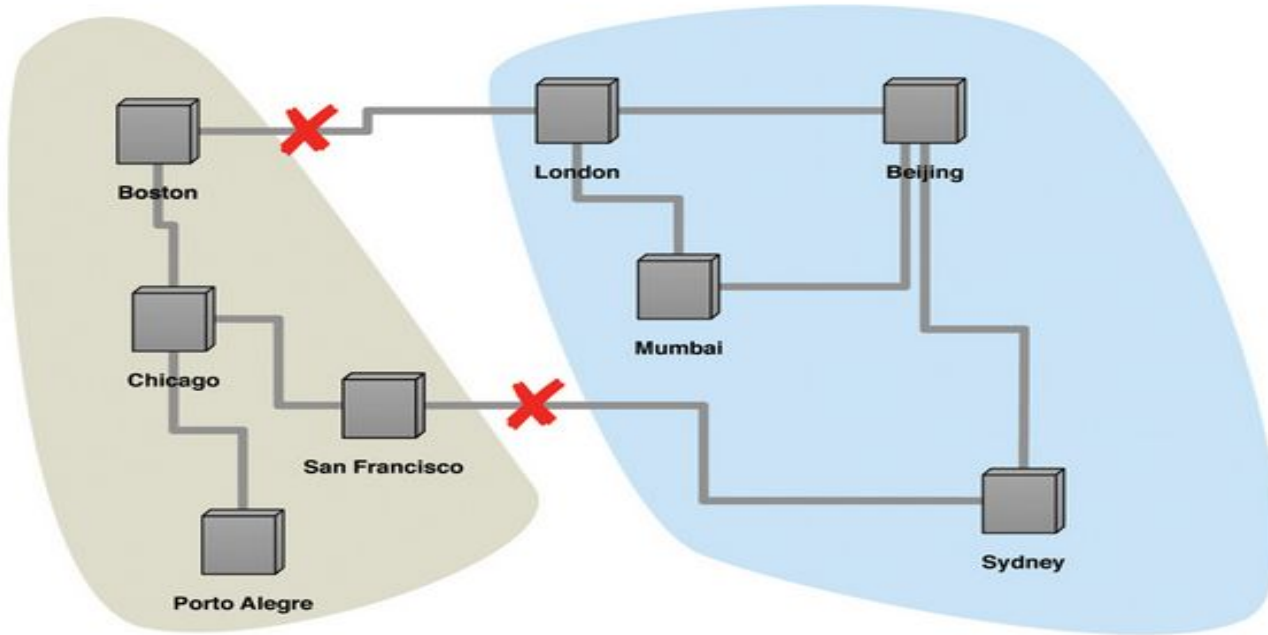 Boston
London
Beijing
Mumbai
Chicago
San Francisco
Sydney
Porto Alegre